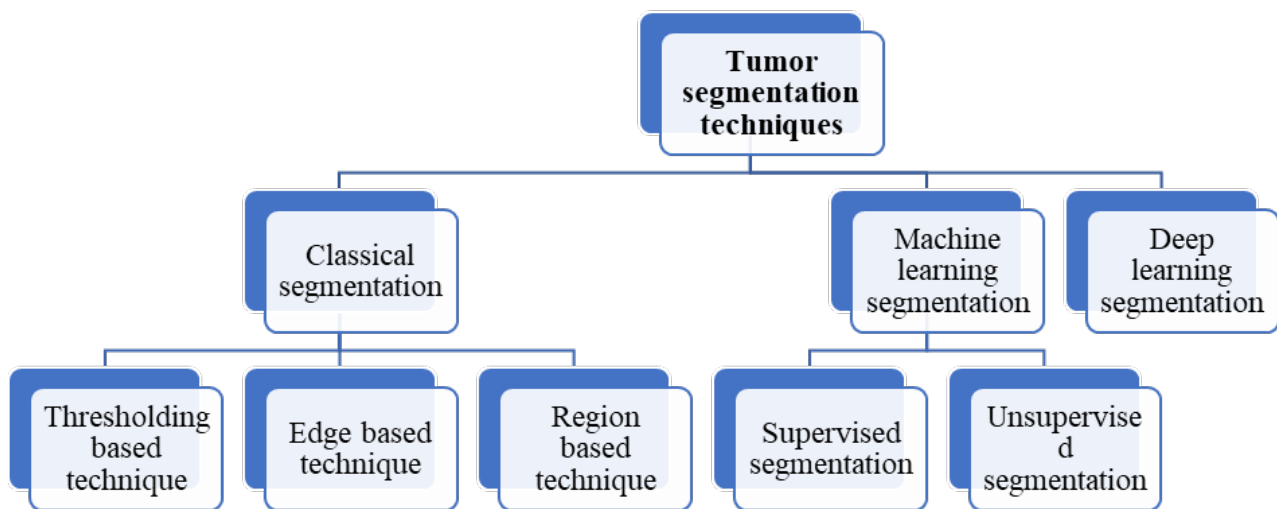 Tumor
segmentation
techniques
Classical
segmentation
Machine
learning
segmentation
Deep
learning
segmentation
Thresholding
based
technique
Edge based
technique
Region
based
technique
Supervised
segmentation
Unsupervise
d
segmentation